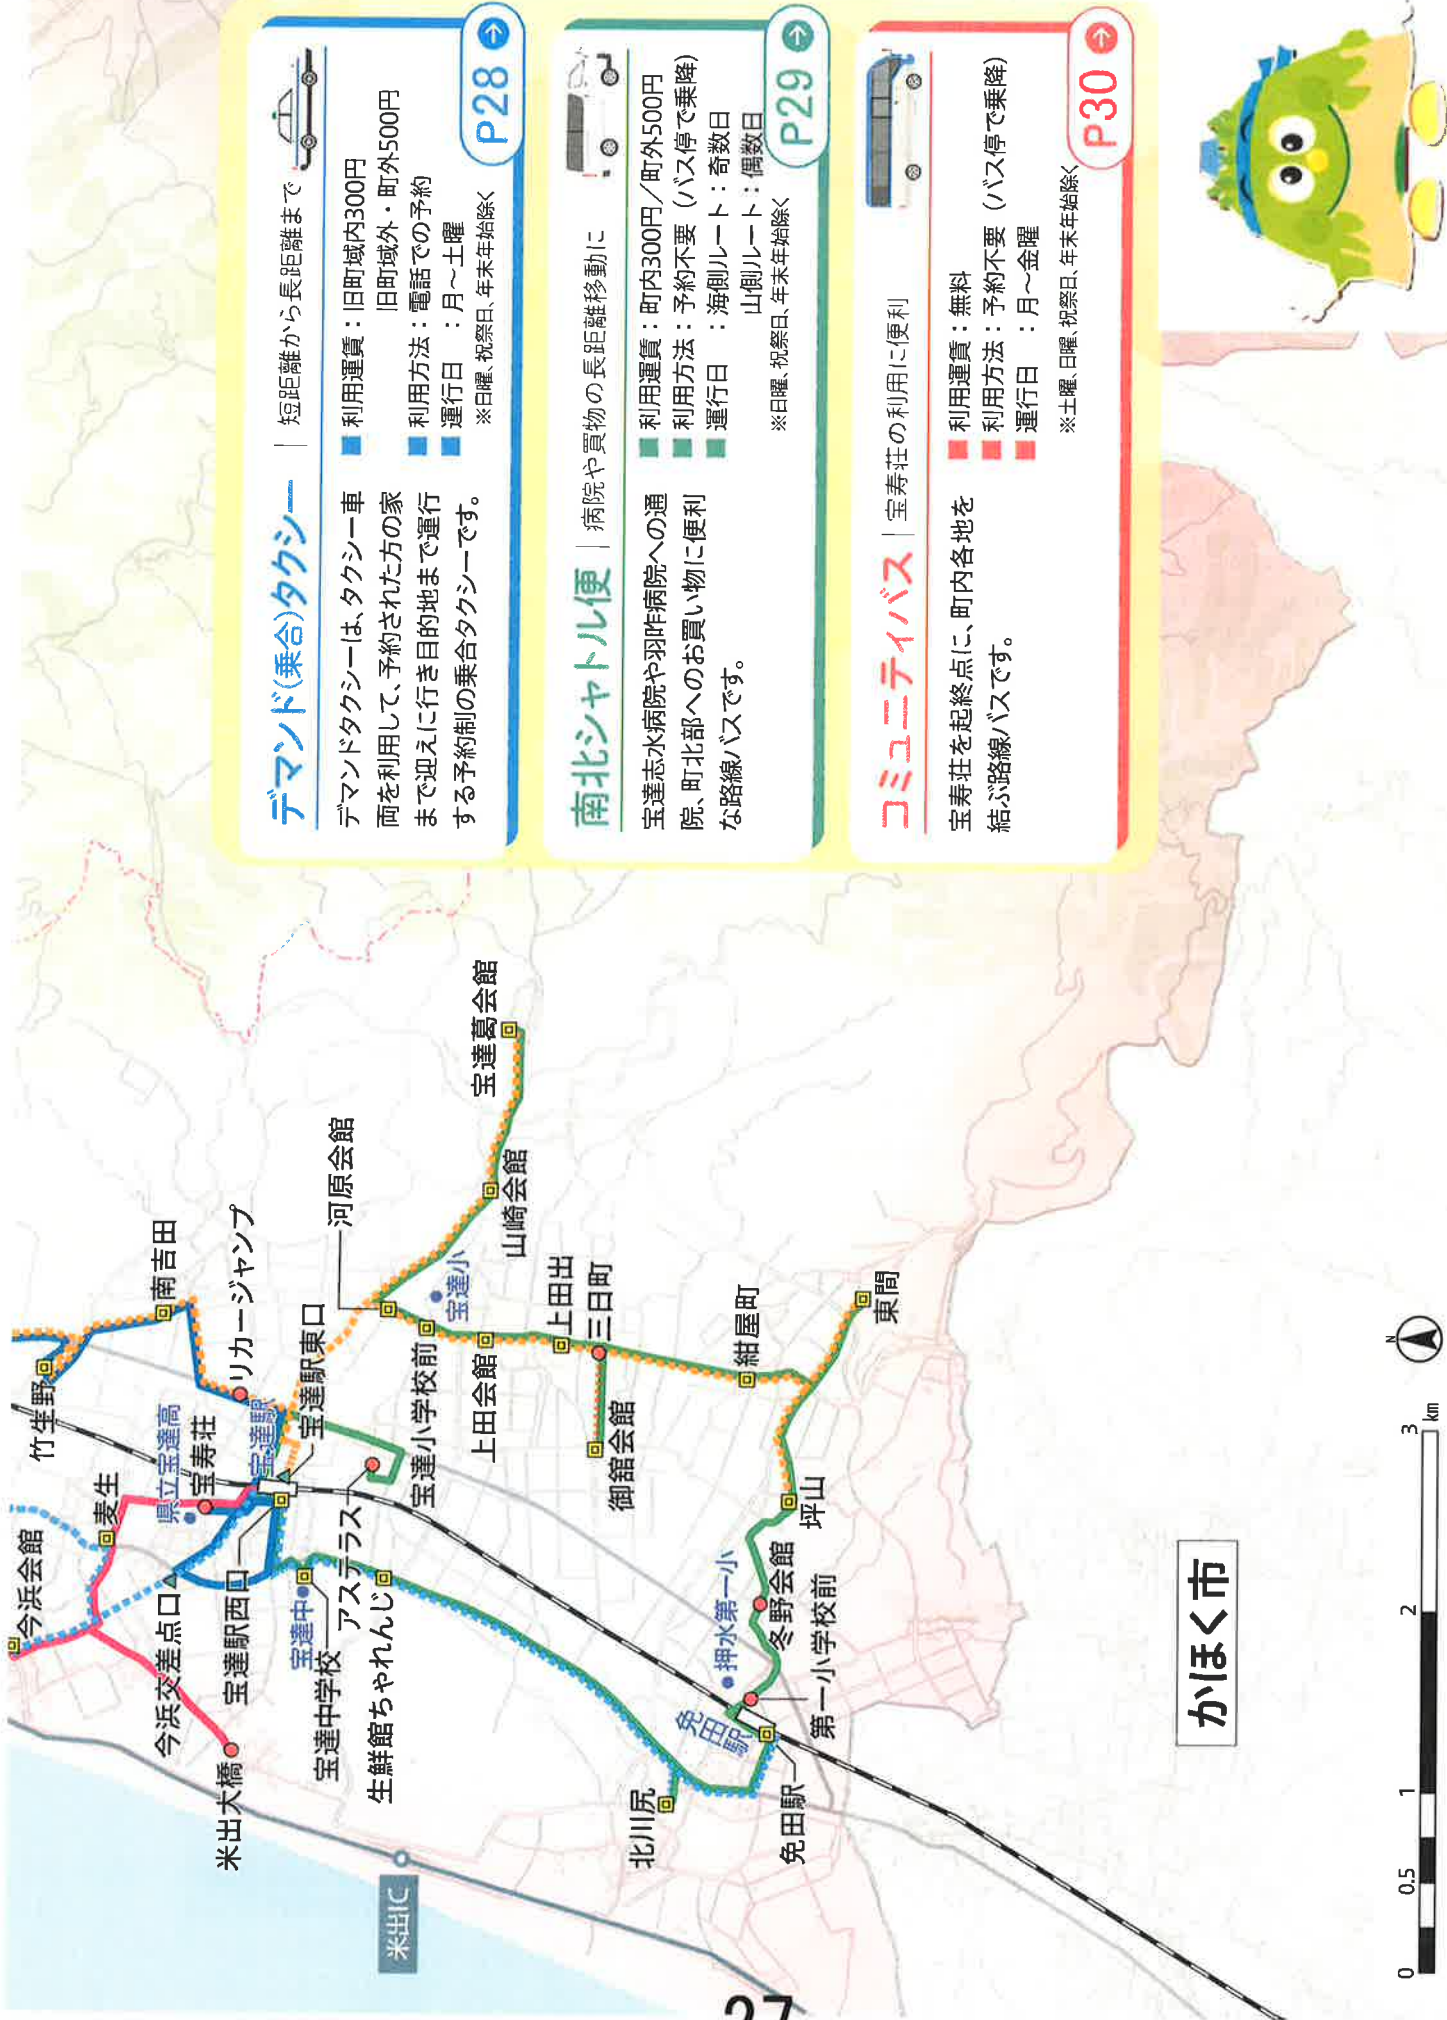 デマンド(乗合)タクシー | 短距離から長距離まで
デマンドタクシーは、タクシー車
両を利用して、予約された方の家
まで迎えに行き目的地まで運行
する予約制の乗合タクシーです。
■ 利用運賃：旧町域内300円
旧町域外・町外500円
■ 利用方法：電話での予約
■ 運行日　：月～土曜
※日曜、祝祭日、年末年始除く
P28
南北シャトル便 | 病院や買物の長距離移動に
宝達志水病院や羽咋病院への通
院、町北部へのお買い物に便利
な路線バスです。
■ 利用運賃：町内300円／町外500円
■ 利用方法：予約不要（バス停で乗降）
■ 運行日　：海側ルート：奇数日
山側ルート：偶数日
※日曜、祝祭日、年末年始除く
P29
コミュニティバス | 宝寿荘の利用に便利
宝寿荘を起終点に、町内各地を
結ぶ路線バスです。
■ 利用運賃：無料
■ 利用方法：予約不要（バス停で乗降）
■ 運行日　：月～金曜
※土曜、日曜、祝祭日、年末年始除く
P30
今浜会館
竹生野
麦生
南吉田
県立宝達高
宝寿荘
リカージャンプ
今浜交差点口
宝達駅
米出大橋
宝達駅西口
宝達駅東口
河原会館
宝達中
宝達中学校
アステラス
生鮮館ちゃれんじ
米出IC
宝達小学校前
宝達小
宝達葛会館
上田会館
山崎会館
上田出
三日町
御舘会館
北川尻
免田駅
押水第一小
紺屋町
冬野会館
坪山
免田駅
第一小学校前
東間
かほく市
N
0
0.5
1
2
3
km
27